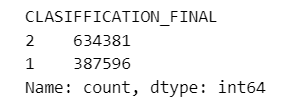 CLASIFFICATION_FINAL
2    634381
1    387596
Name: count, dtype: int64